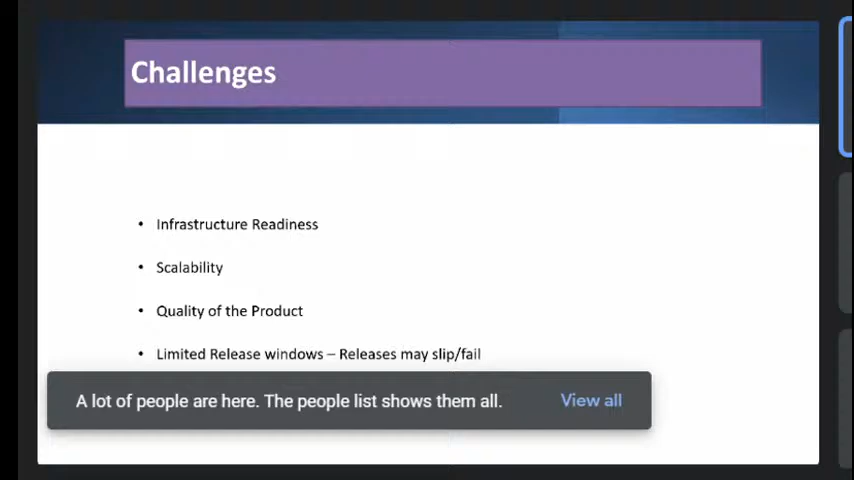 Challenges
• Infrastructure Readiness
• Scalability
• Quality of the Product
• Limited Release windows – Releases may slip/fail
A lot of people are here. The people list shows them all. View all